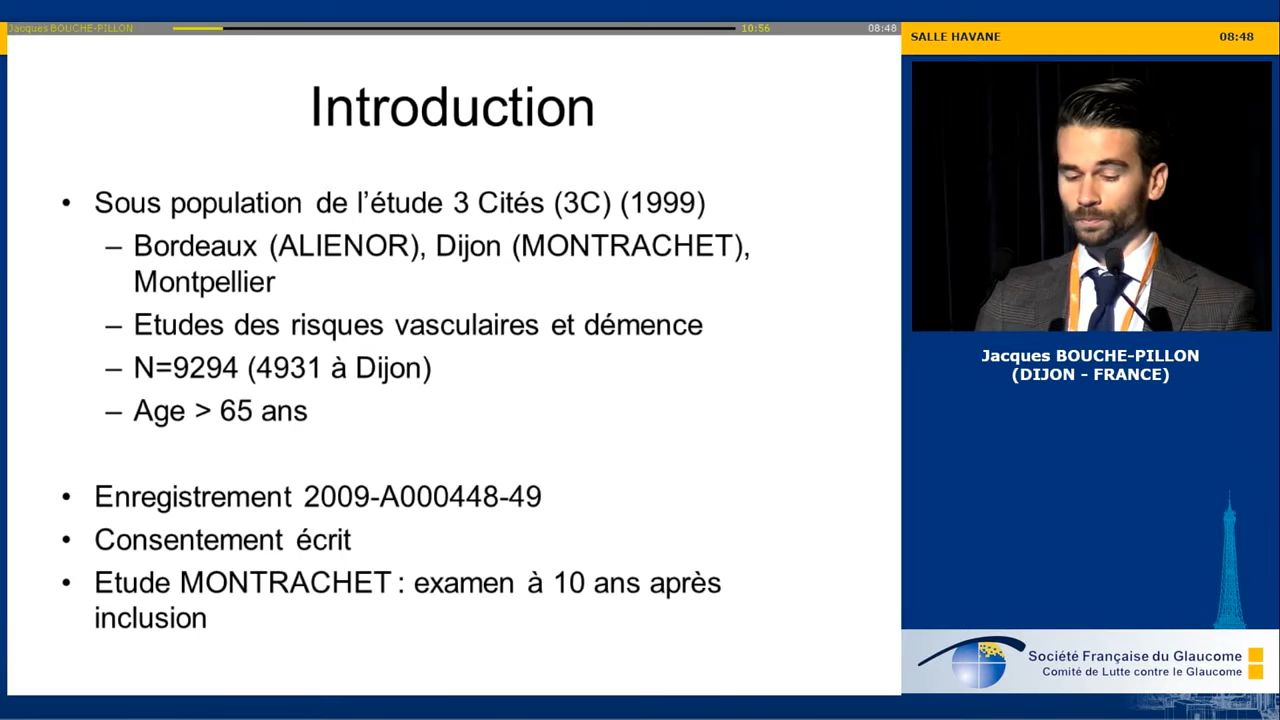 Jacques BOUCHE-PILLON
10:56
08:48
SALLE HAVANE
08:48
Introduction
• Sous population de l'étude 3 Cités (3C) (1999)
– Bordeaux (ALIENOR), Dijon (MONTRACHET),
Montpellier
– Etudes des risques vasculaires et démence
– N=9294 (4931 à Dijon)
– Age > 65 ans
• Enregistrement 2009-A000448-49
• Consentement écrit
• Etude MONTRACHET : examen à 10 ans après
inclusion
Jacques BOUCHE-PILLON
(DIJON - FRANCE)
Société Française du Glaucome
Comité de Lutte contre le Glaucome